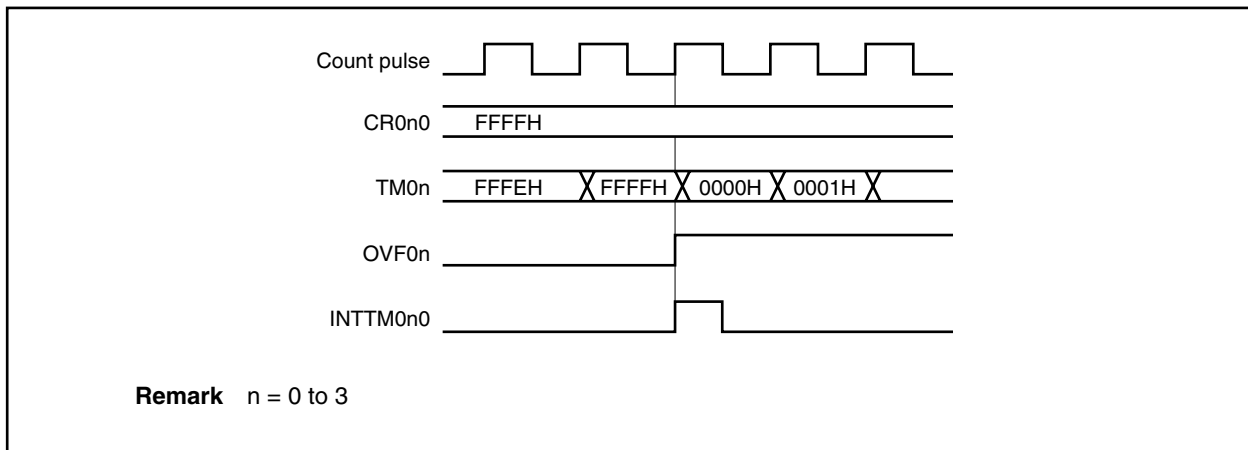 Count pulse
CR0n0 FFFFH
TM0n FFFEH FFFFH 0000H 0001H
OVF0n
INTTM0n0
Remark n = 0 to 3